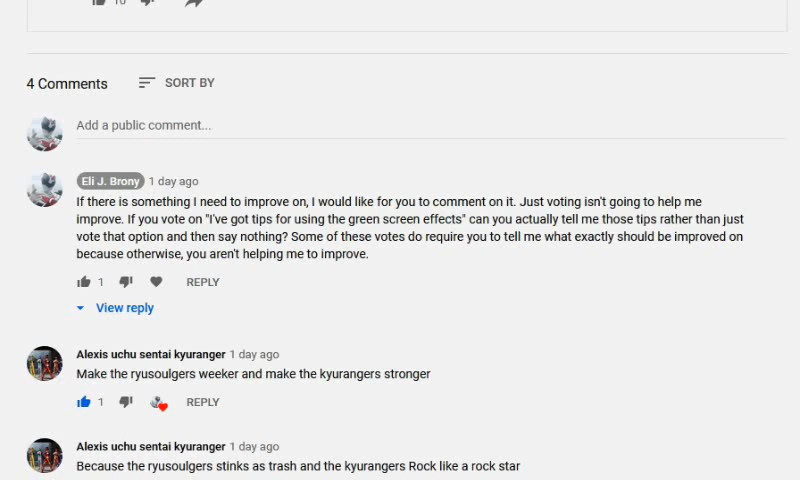 10
4 Comments
SORT BY
Add a public comment...
Eli J. Brony 1 day ago
If there is something I need to improve on, I would like for you to comment on it. Just voting isn't going to help me
improve. If you vote on "I've got tips for using the green screen effects" can you actually tell me those tips rather than just
vote that option and then say nothing? Some of these votes do require you to tell me what exactly should be improved on
because otherwise, you aren't helping me to improve.
1 REPLY
View reply
Alexis uchu sentai kyuranger 1 day ago
Make the ryusoulgers weeker and make the kyurangers stronger
1 REPLY
Alexis uchu sentai kyuranger 1 day ago
Because the ryusoulgers stinks as trash and the kyurangers Rock like a rock star